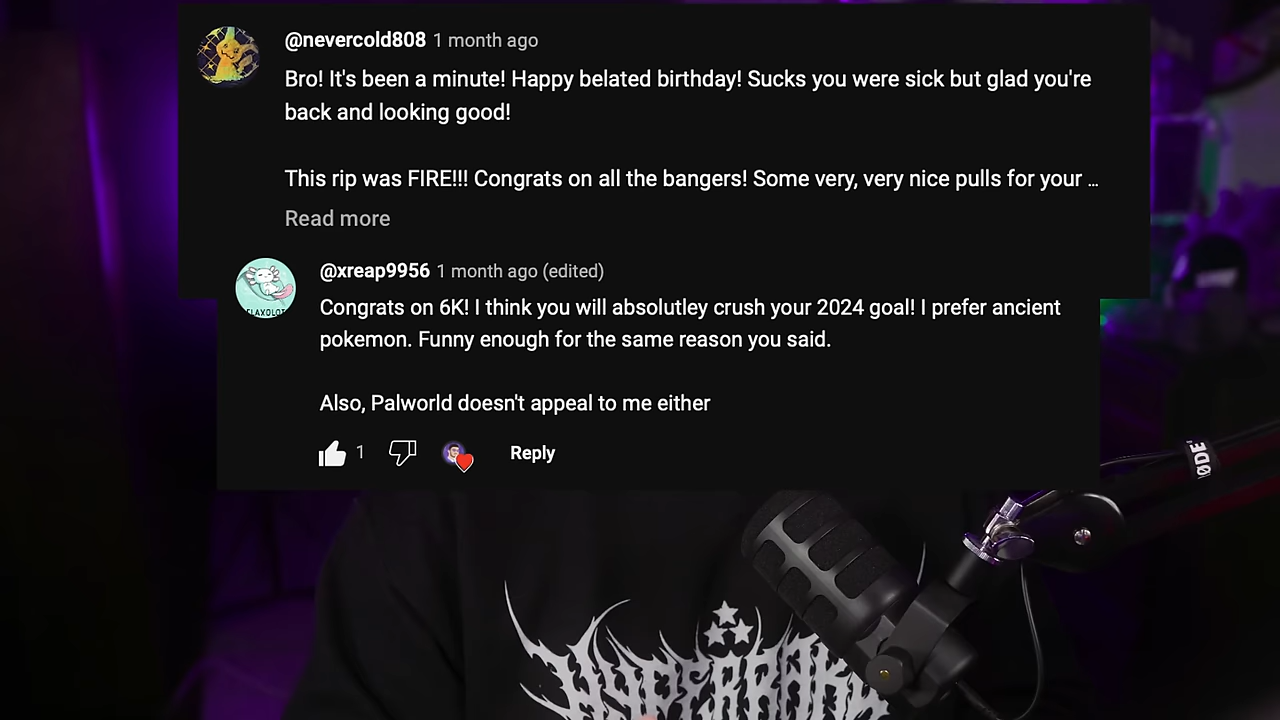 @nevercold808 1 month ago
Bro! It's been a minute! Happy belated birthday! Sucks you were sick but glad you're
back and looking good!
This rip was FIRE!!! Congrats on all the bangers! Some very, very nice pulls for your ...
Read more
@xreap9956 1 month ago (edited)
Congrats on 6K! I think you will absolutley crush your 2024 goal! I prefer ancient
pokemon. Funny enough for the same reason you said.
Also, Palworld doesn't appeal to me either
1 Reply